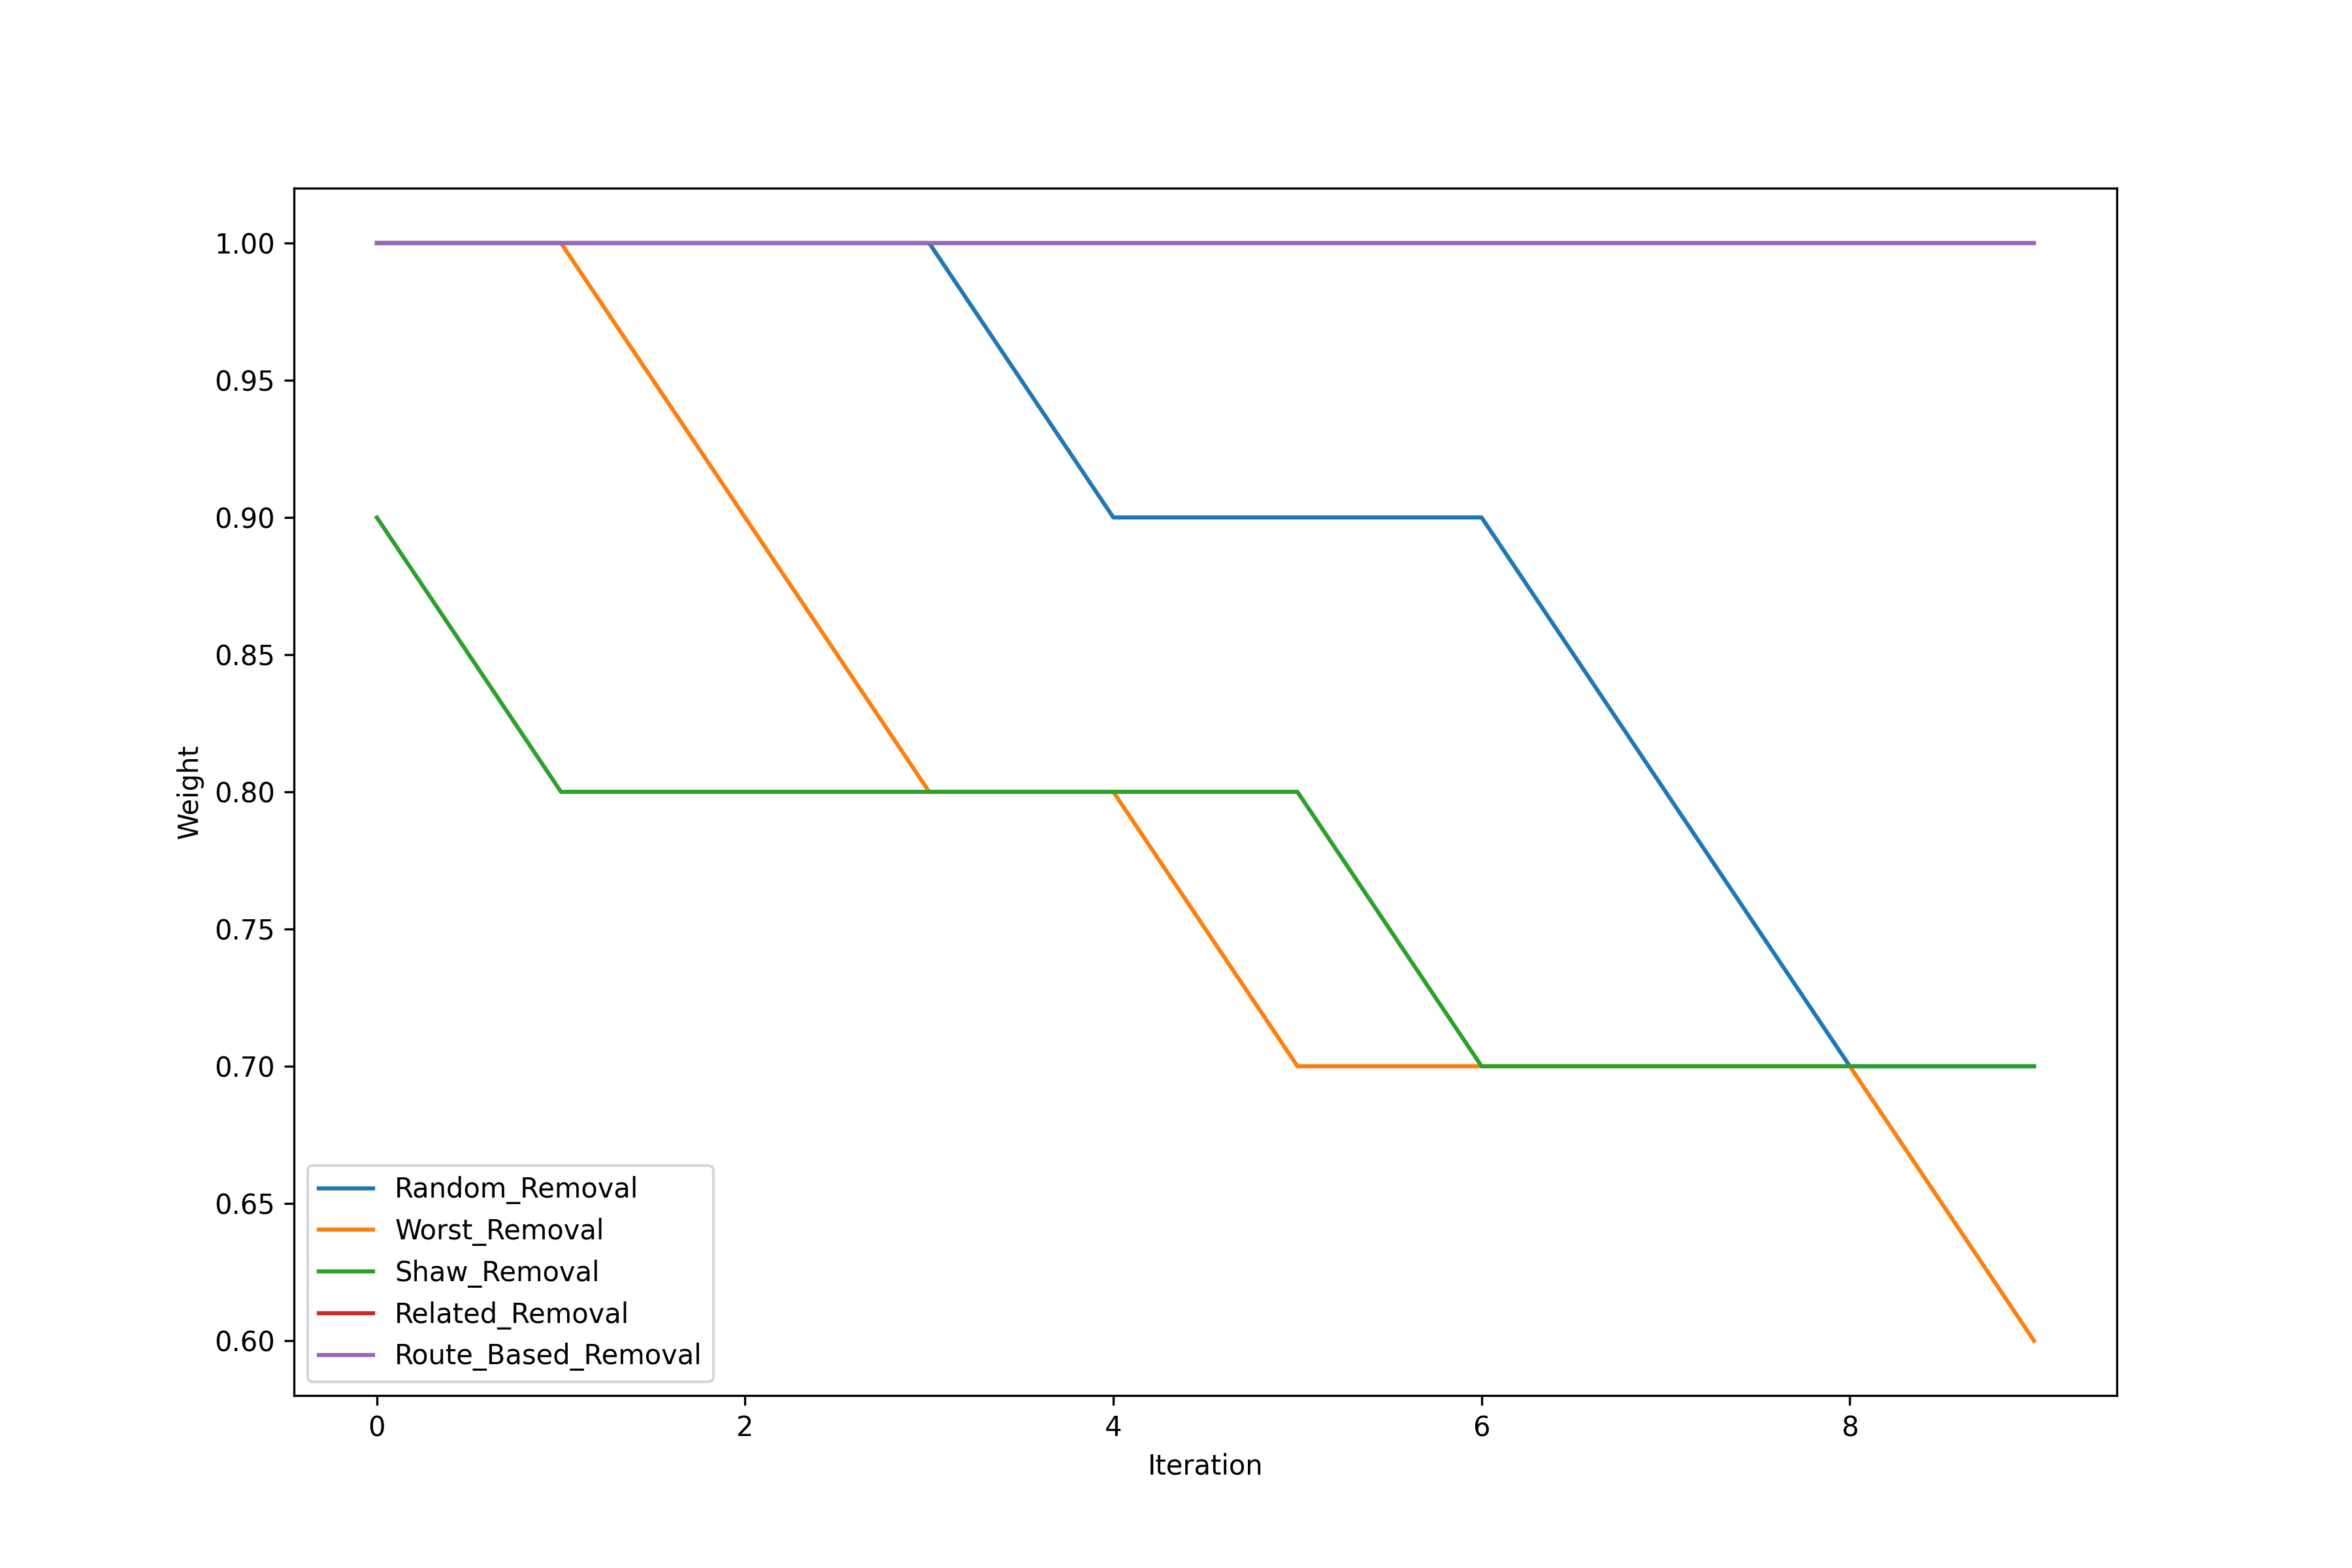 1.00
0.95
0.90
0.85
0.80
0.75
0.70
0.65
0.60
Weight
Random_Removal
Worst_Removal
Shaw_Removal
Related_Removal
Route_Based_Removal
0 2 4 6 8
Iteration